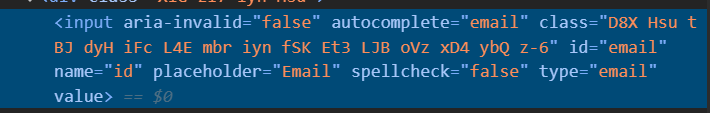 <input aria-invalid="false" autocomplete="email" class="D8X Hsu t
BJ dyH iFc L4E mbr iyn fSK Et3 LJB oVz xD4 ybQ z-6" id="email"
name="id" placeholder="Email" spellcheck="false" type="email"
value> == $0